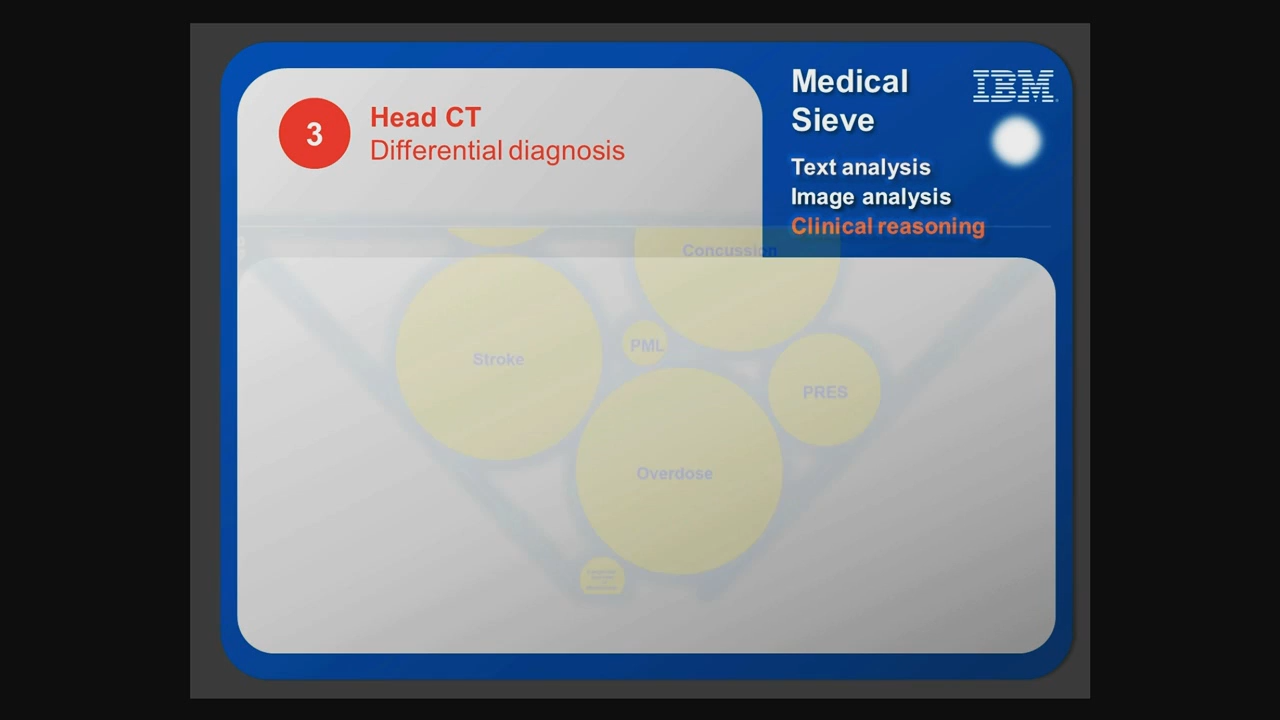 3
Head CT
Differential diagnosis
Medical
Sieve
IBM
Text analysis
Image analysis
Clinical reasoning
Concussion
Stroke
PML
PRES
Overdose